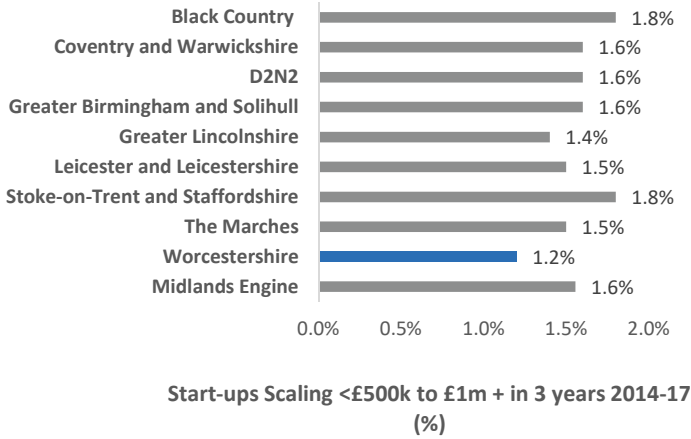 Black Country 1.8%
Coventry and Warwickshire 1.6%
D2N2 1.6%
Greater Birmingham and Solihull 1.6%
Greater Lincolnshire 1.4%
Leicester and Leicestershire 1.5%
Stoke-on-Trent and Staffordshire 1.8%
The Marches 1.5%
Worcestershire 1.2%
Midlands Engine 1.6%
0.0% 0.5% 1.0% 1.5% 2.0%
Start-ups Scaling <£500k to £1m + in 3 years 2014-17
(%)